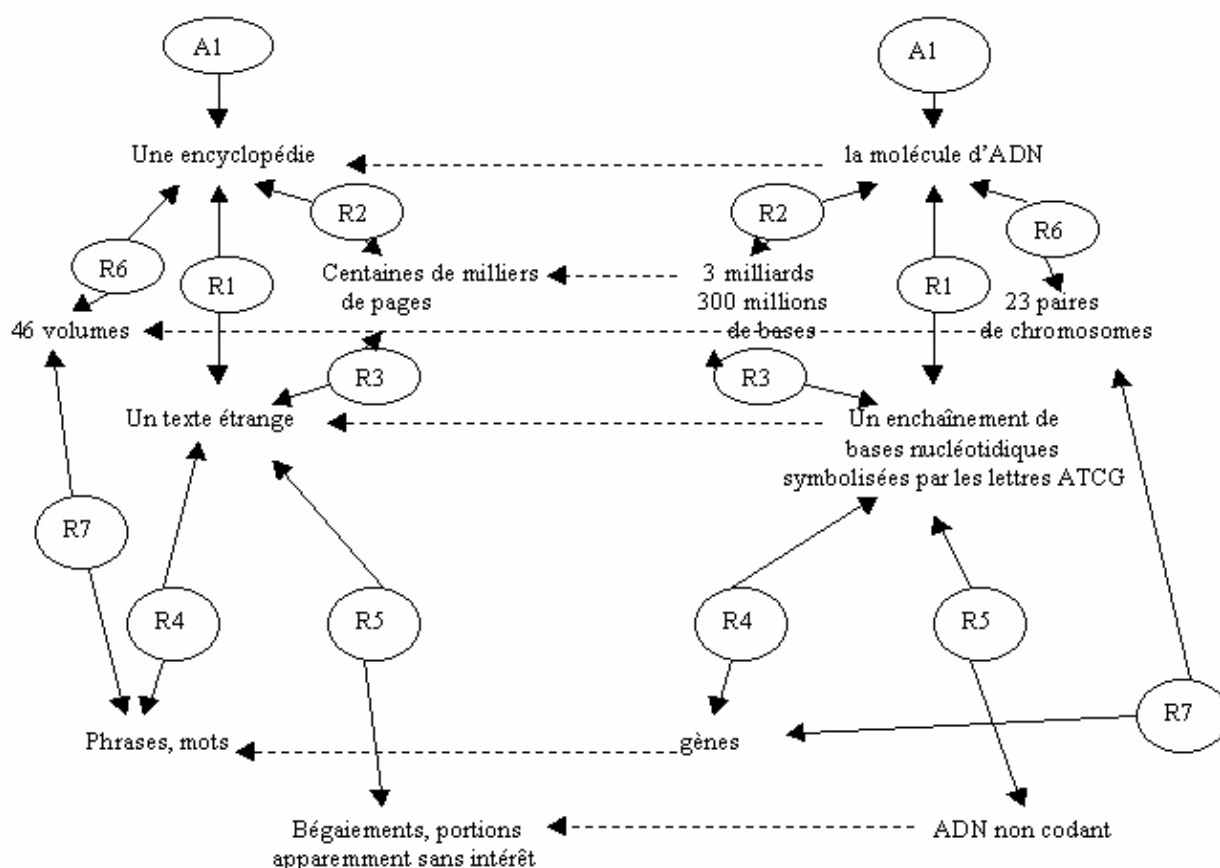 A1
A1
Une encyclopédie
la molécule d'ADN
R2
R2
R6
R6
R1
R1
Centaines de milliers
de pages
3 milliards
300 millions
de bases
23 paires
de chromosomes
46 volumes
R3
R3
Un texte étrange
Un enchaînement de
bases nucléotidiques
symbolisées par les lettres ATCG
R7
R4
R5
R4
R5
R7
Phrases, mots
gènes
Bégaiements, portions
apparemment sans intérêt
ADN non codant